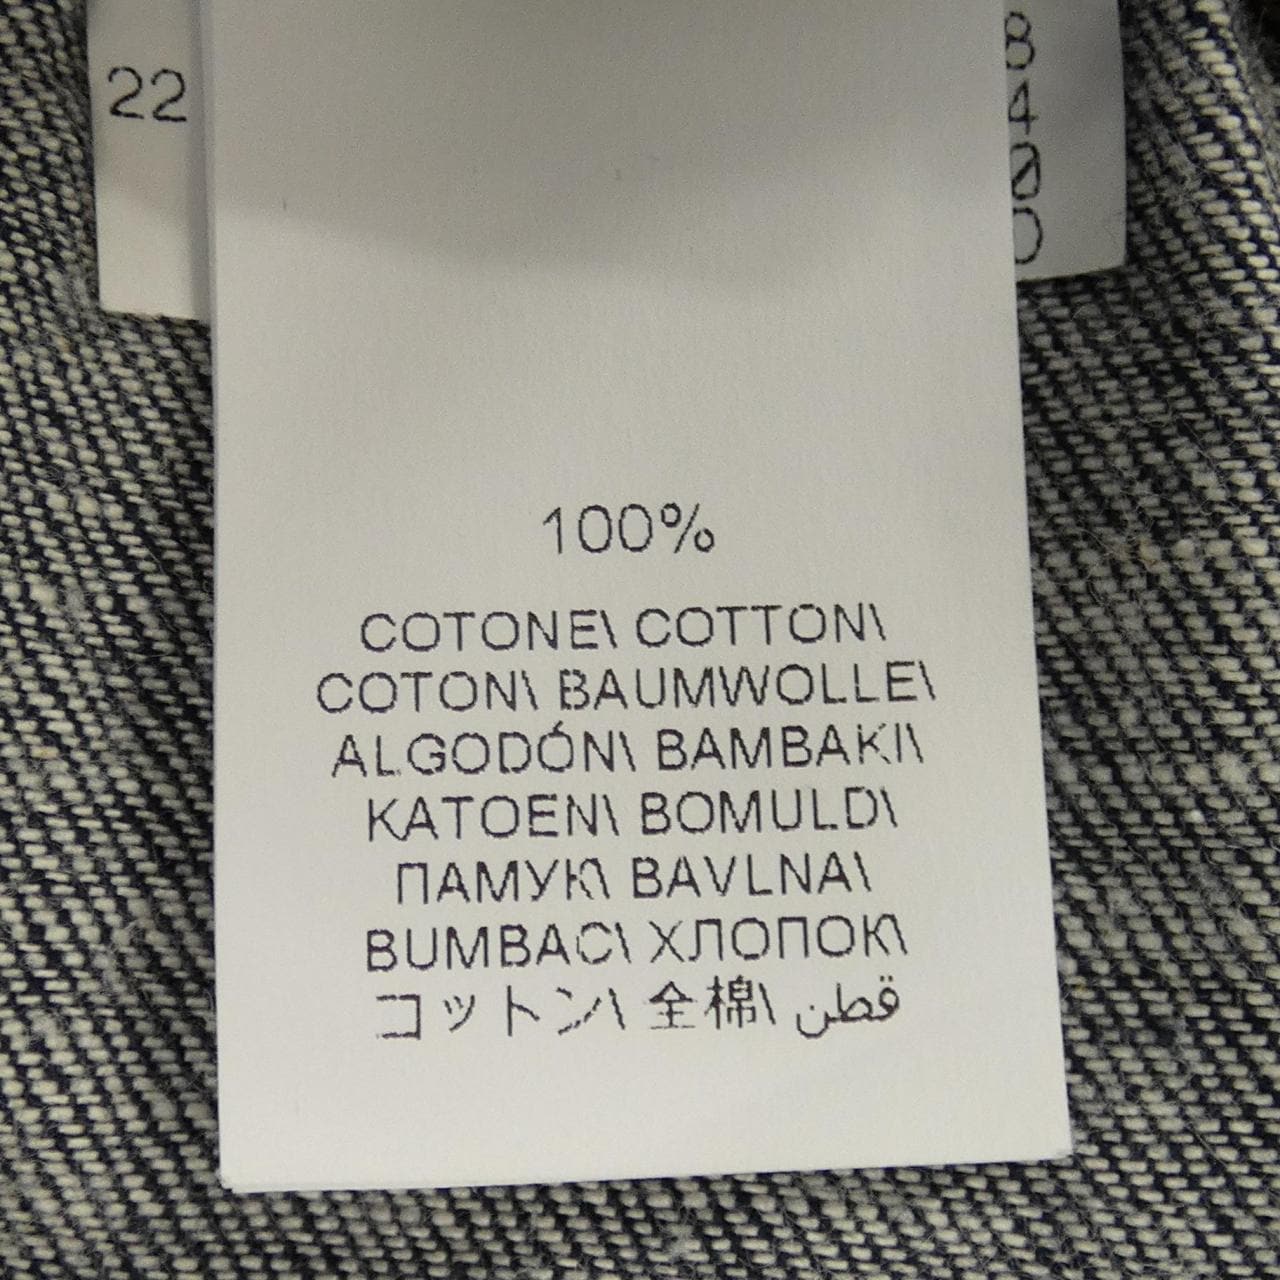 22
100%
COTONE\ COTTON\
COTON\ BAUMWOLLE\
ALGODÓN\ BAMBAKI\
KATOEN\ BOMULD\
ПАМУК\ BAVLNA\
BUMBAC\ ХЛОПОК\
コットン\ 全棉\ قطن